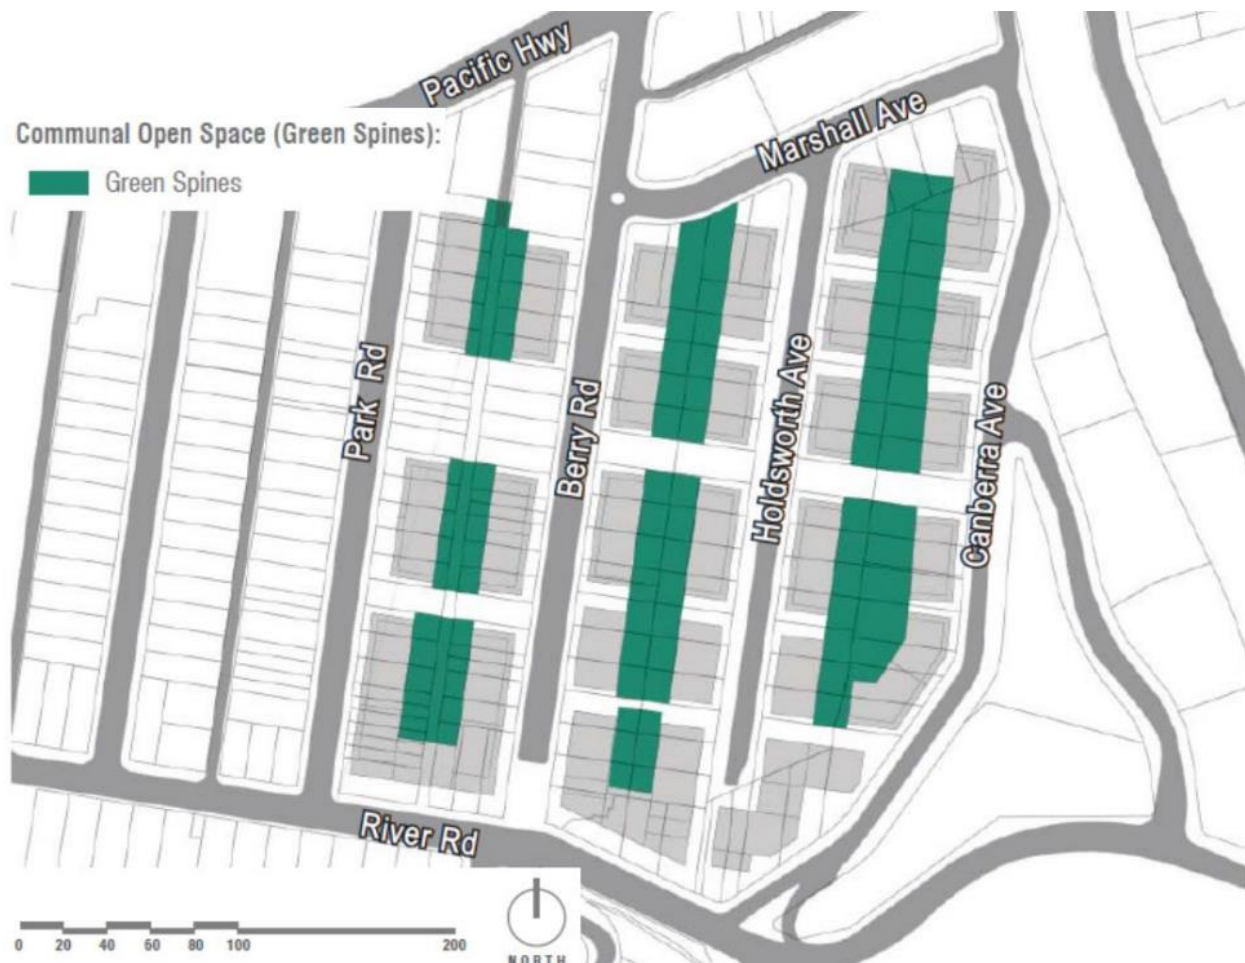 Pacific Hwy
Communal Open Space (Green Spines):
Green Spines
Marshall Ave
Park Rd
Berry Rd
Holdsworth Ave
Canberra Ave
River Rd
0 20 40 60 80 100 200
NORTH